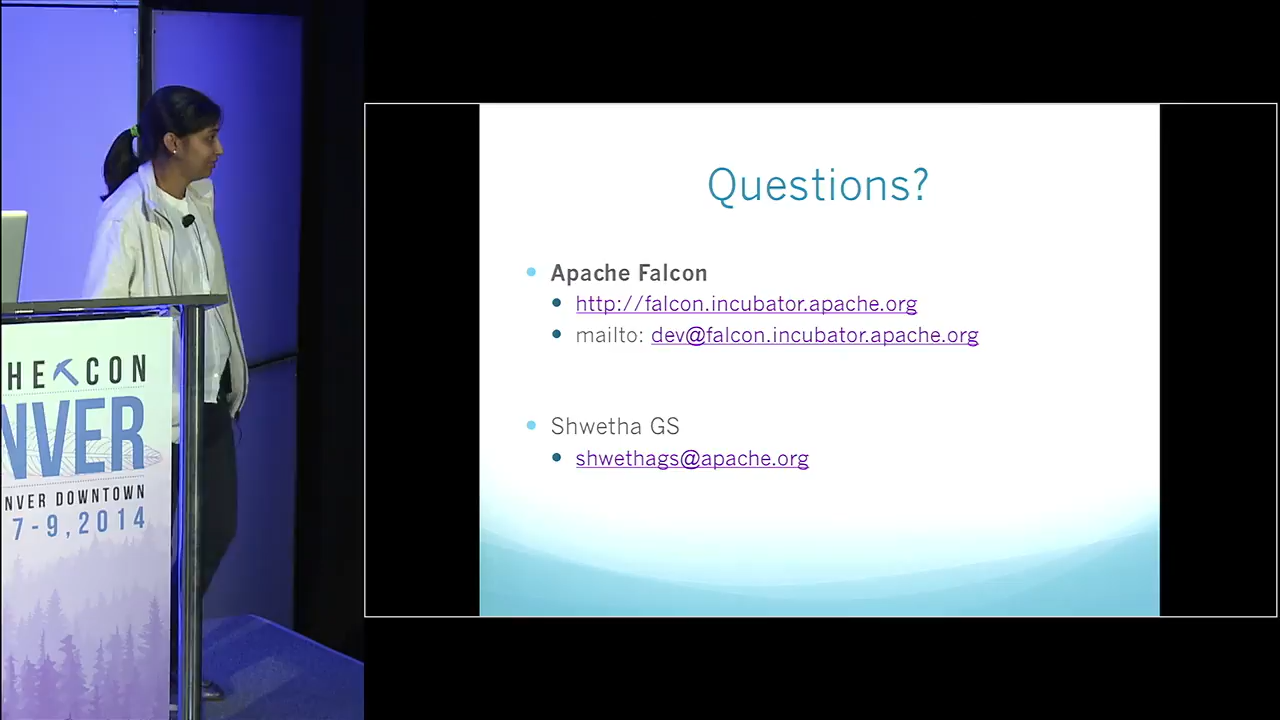 HE CON
NVER
NVER DOWNTOWN
7-9, 2014
Questions?
Apache Falcon
http://falcon.incubator.apache.org
mailto: dev@falcon.incubator.apache.org
Shwetha GS
shwethags@apache.org